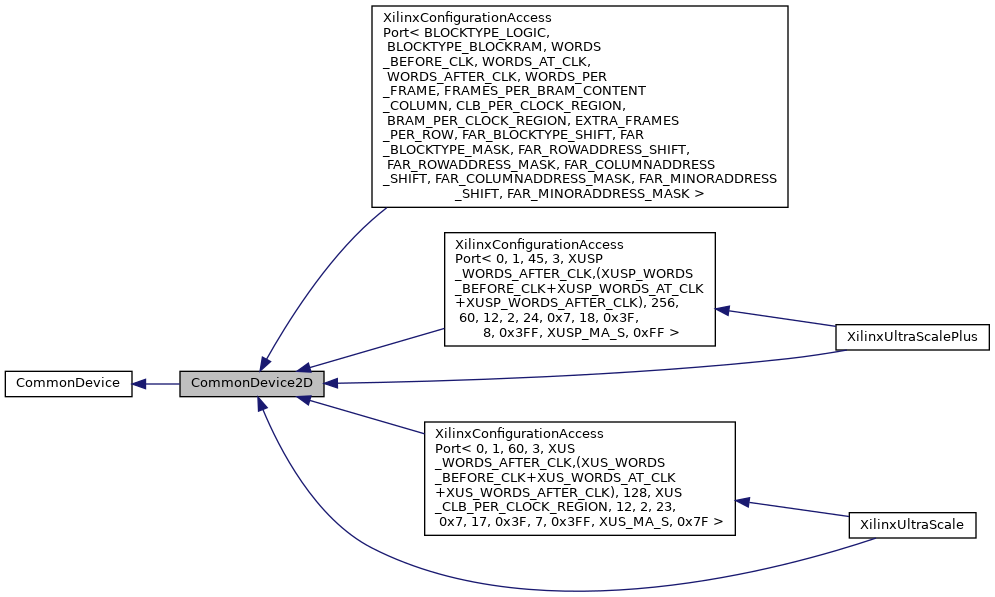 XilinxConfigurationAccess
Port< BLOCKTYPE_LOGIC,
BLOCKTYPE_BLOCKRAM, WORDS
_BEFORE_CLK, WORDS_AT_CLK,
WORDS_AFTER_CLK, WORDS_PER
_FRAME, FRAMES_PER_BRAM_CONTENT
_COLUMN, CLB_PER_CLOCK_REGION,
BRAM_PER_CLOCK_REGION, EXTRA_FRAMES
_PER_ROW, FAR_BLOCKTYPE_SHIFT, FAR
_BLOCKTYPE_MASK, FAR_ROWADDRESS_SHIFT,
FAR_ROWADDRESS_MASK, FAR_COLUMNADDRESS
_SHIFT, FAR_COLUMNADDRESS_MASK, FAR_MINORADDRESS
_SHIFT, FAR_MINORADDRESS_MASK >
XilinxConfigurationAccess
Port< 0, 1, 45, 3, XUSP
_WORDS_AFTER_CLK,(XUSP_WORDS
_BEFORE_CLK+XUSP_WORDS_AT_CLK
+XUSP_WORDS_AFTER_CLK), 256,
60, 12, 2, 24, 0x7, 18, 0x3F,
8, 0x3FF, XUSP_MA_S, 0xFF >
XilinxUltraScalePlus
CommonDevice
CommonDevice2D
XilinxConfigurationAccess
Port< 0, 1, 60, 3, XUS
_WORDS_AFTER_CLK,(XUS_WORDS
_BEFORE_CLK+XUS_WORDS_AT_CLK
+XUS_WORDS_AFTER_CLK), 128, XUS
_CLB_PER_CLOCK_REGION, 12, 2, 23,
0x7, 17, 0x3F, 7, 0x3FF, XUS_MA_S, 0x7F >
XilinxUltraScale